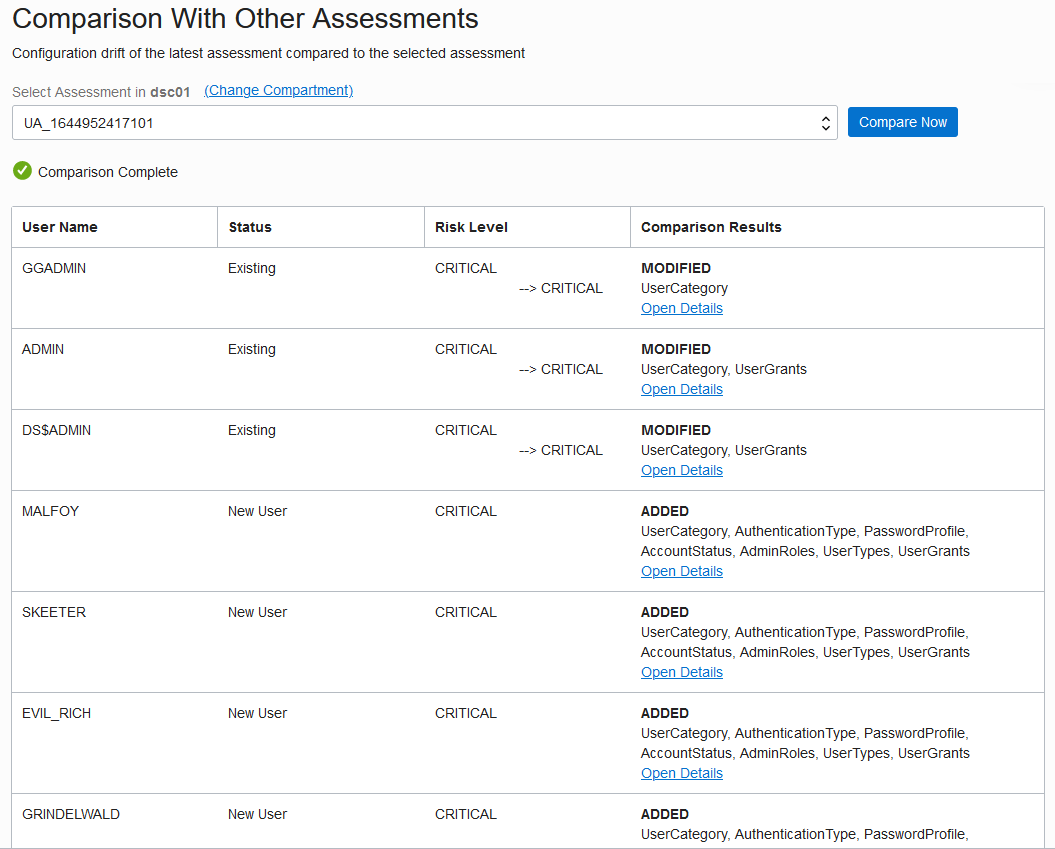 Comparison With Other Assessments
Configuration drift of the latest assessment compared to the selected assessment
Select Assessment in dsc01 (Change Compartment)
UA_1644952417101 Compare Now
Comparison Complete
User Name Status Risk Level Comparison Results
GGADMIN Existing CRITICAL MODIFIED
--> CRITICAL UserCategory
Open Details
ADMIN Existing CRITICAL MODIFIED
--> CRITICAL UserCategory, UserGrants
Open Details
DS$ADMIN Existing CRITICAL MODIFIED
--> CRITICAL UserCategory, UserGrants
Open Details
MALFOY New User CRITICAL ADDED
UserCategory, AuthenticationType, PasswordProfile,
AccountStatus, AdminRoles, UserTypes, UserGrants
Open Details
SKEETER New User CRITICAL ADDED
UserCategory, AuthenticationType, PasswordProfile,
AccountStatus, AdminRoles, UserTypes, UserGrants
Open Details
EVIL_RICH New User CRITICAL ADDED
UserCategory, AuthenticationType, PasswordProfile,
AccountStatus, AdminRoles, UserTypes, UserGrants
Open Details
GRINDELWALD New User CRITICAL ADDED
UserCategory, AuthenticationType, PasswordProfile,